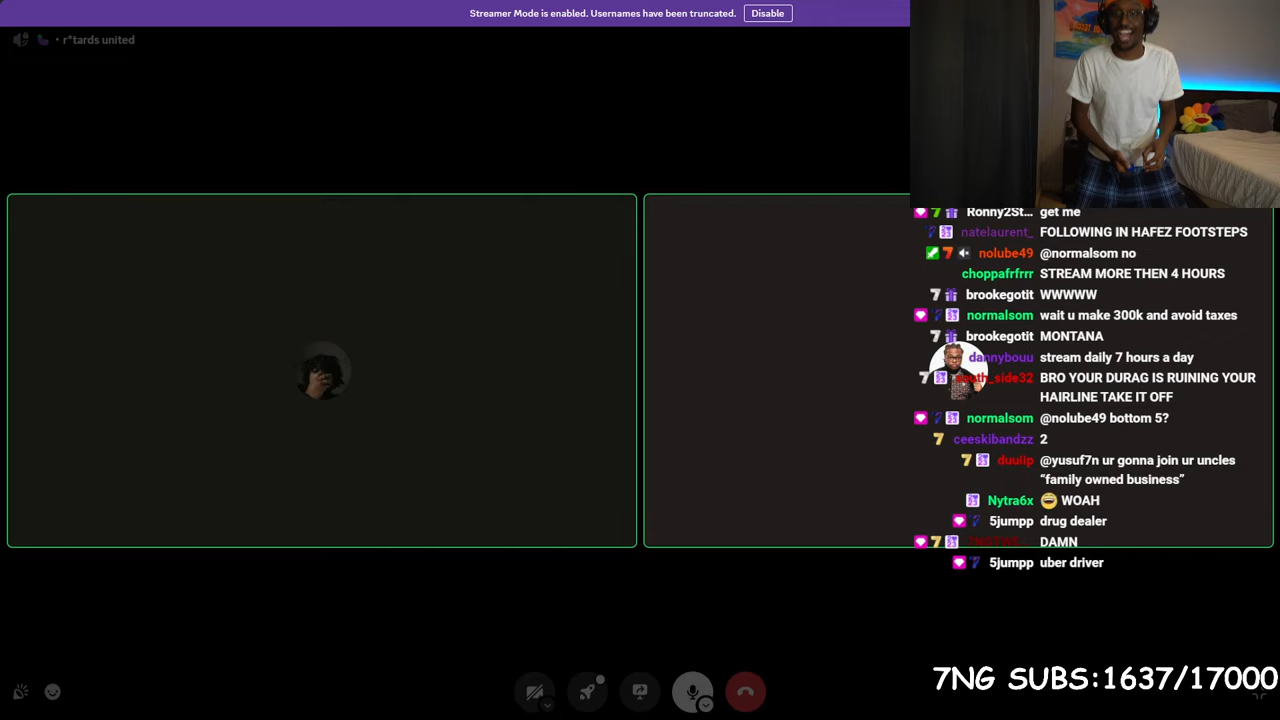 Streamer Mode is enabled. Usernames have been truncated. Disable
• r*tards united
Ronny2St... get me
natelaurent_ FOLLOWING IN HAFEZ FOOTSTEPS
nolube49 @normalsom no
choppafrfrrr STREAM MORE THEN 4 HOURS
brookegotit WWWWW
normalsom wait u make 300k and avoid taxes
brookegotit MONTANA
dannybouu stream daily 7 hours a day
BRO YOUR DURAG IS RUINING YOUR
HAIRLINE TAKE IT OFF
normalsom @nolube49 bottom 5?
ceeskibandzz 2
duulip @yusuf7n ur gonna join ur uncles
“family owned business”
Nytra6x WOAH
5jumpp drug dealer
DAMN
5jumpp uber driver
7NG SUBS:1637/17000